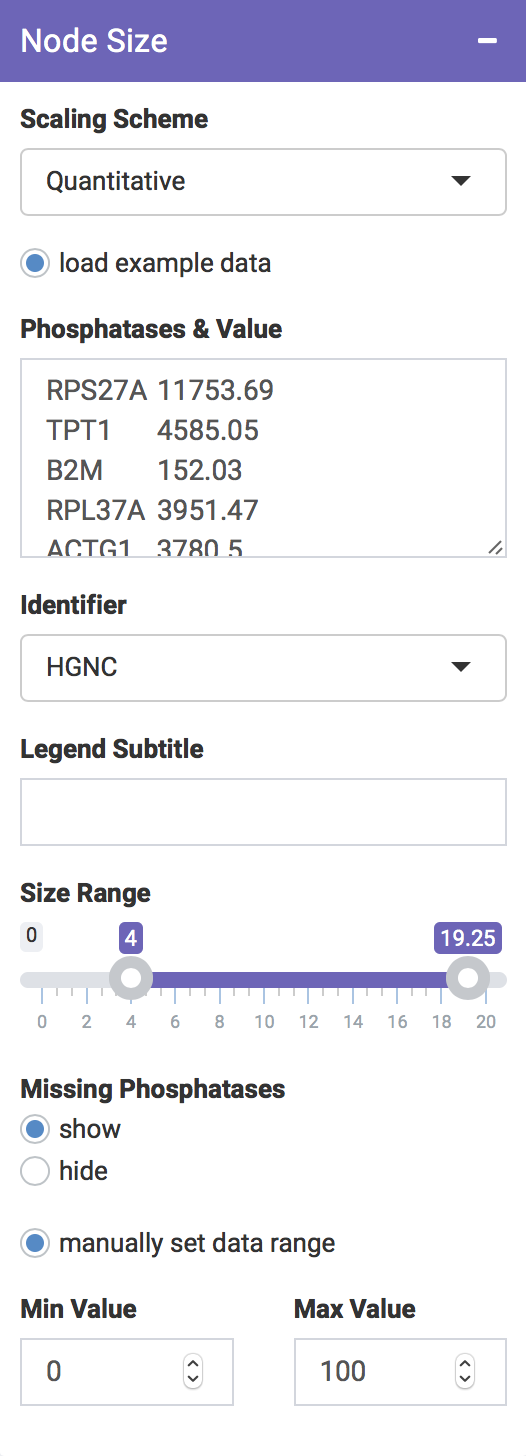 Node Size
Scaling Scheme
Quantitative
load example data
Phosphatases & Value
RPS27A 11753.69
TPT1 4585.05
B2M 152.03
RPL37A 3951.47
ACTG1 3780.5
Identifier
HGNC
Legend Subtitle
Size Range
0 4 19.25
0 2 4 6 8 10 12 14 16 18 20
Missing Phosphatases
show
hide
manually set data range
Min Value Max Value
0 100